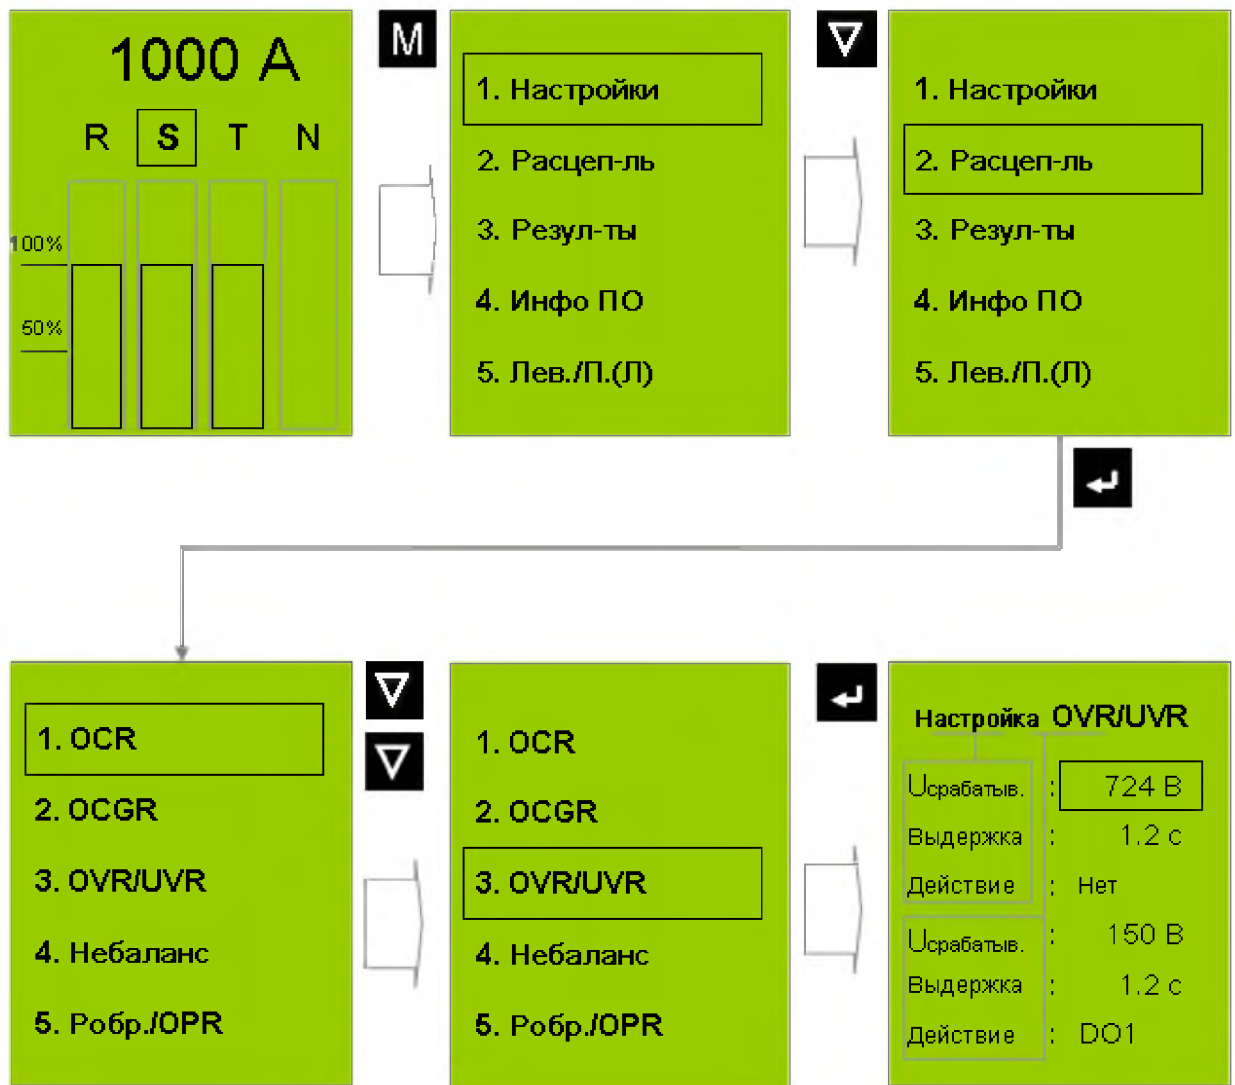 1000 A
R S T N
100%
50%
M
1. Настройки
2. Расцеп-ль
3. Резул-ты
4. Инфо ПО
5. Лев./П.(Л)
1. Настройки
2. Расцеп-ль
3. Резул-ты
4. Инфо ПО
5. Лев./П.(Л)
1. OCR
2. OCGR
3. OVR/UVR
4. Небаланс
5. Робр./OPR
1. OCR
2. OCGR
3. OVR/UVR
4. Небаланс
5. Робр./OPR
Настройка OVR/UVR
Uсрабатыв. : 724 В
Выдержка : 1.2 с
Действие : Нет
Uсрабатыв. : 150 В
Выдержка : 1.2 с
Действие : DO1